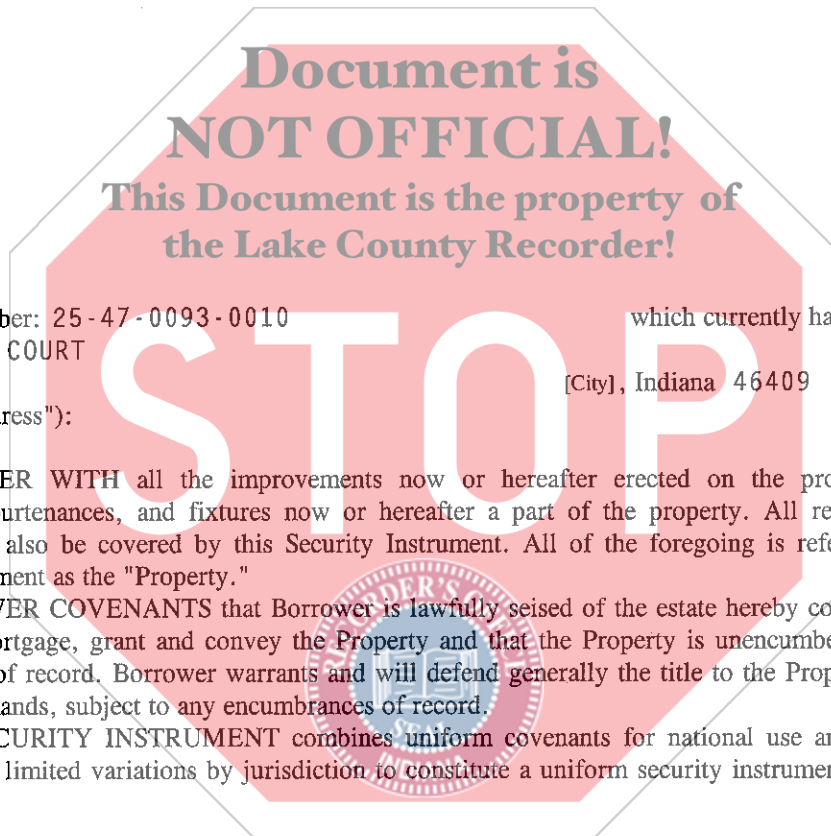 Document is
NOT OFFICIAL!
This Document is the property of
the Lake County Recorder!
ber: 25-47-0093-0010 which currently ha
COURT
[City], Indiana 46409
ress"):
STOP
ER WITH all the improvements now or hereafter erected on the pro
urtenances, and fixtures now or hereafter a part of the property. All re
also be covered by this Security Instrument. All of the foregoing is refe
ment as the "Property."
VER COVENANTS that Borrower is lawfully seised of the estate hereby co
ortgage, grant and convey the Property and that the Property is unencumbe
of record. Borrower warrants and will defend generally the title to the Prop
ands, subject to any encumbrances of record.
CURITY INSTRUMENT combines uniform covenants for national use an
limited variations by jurisdiction to constitute a uniform security instrumen
RECORDER'S OFFICE
SEAL
INDIANA